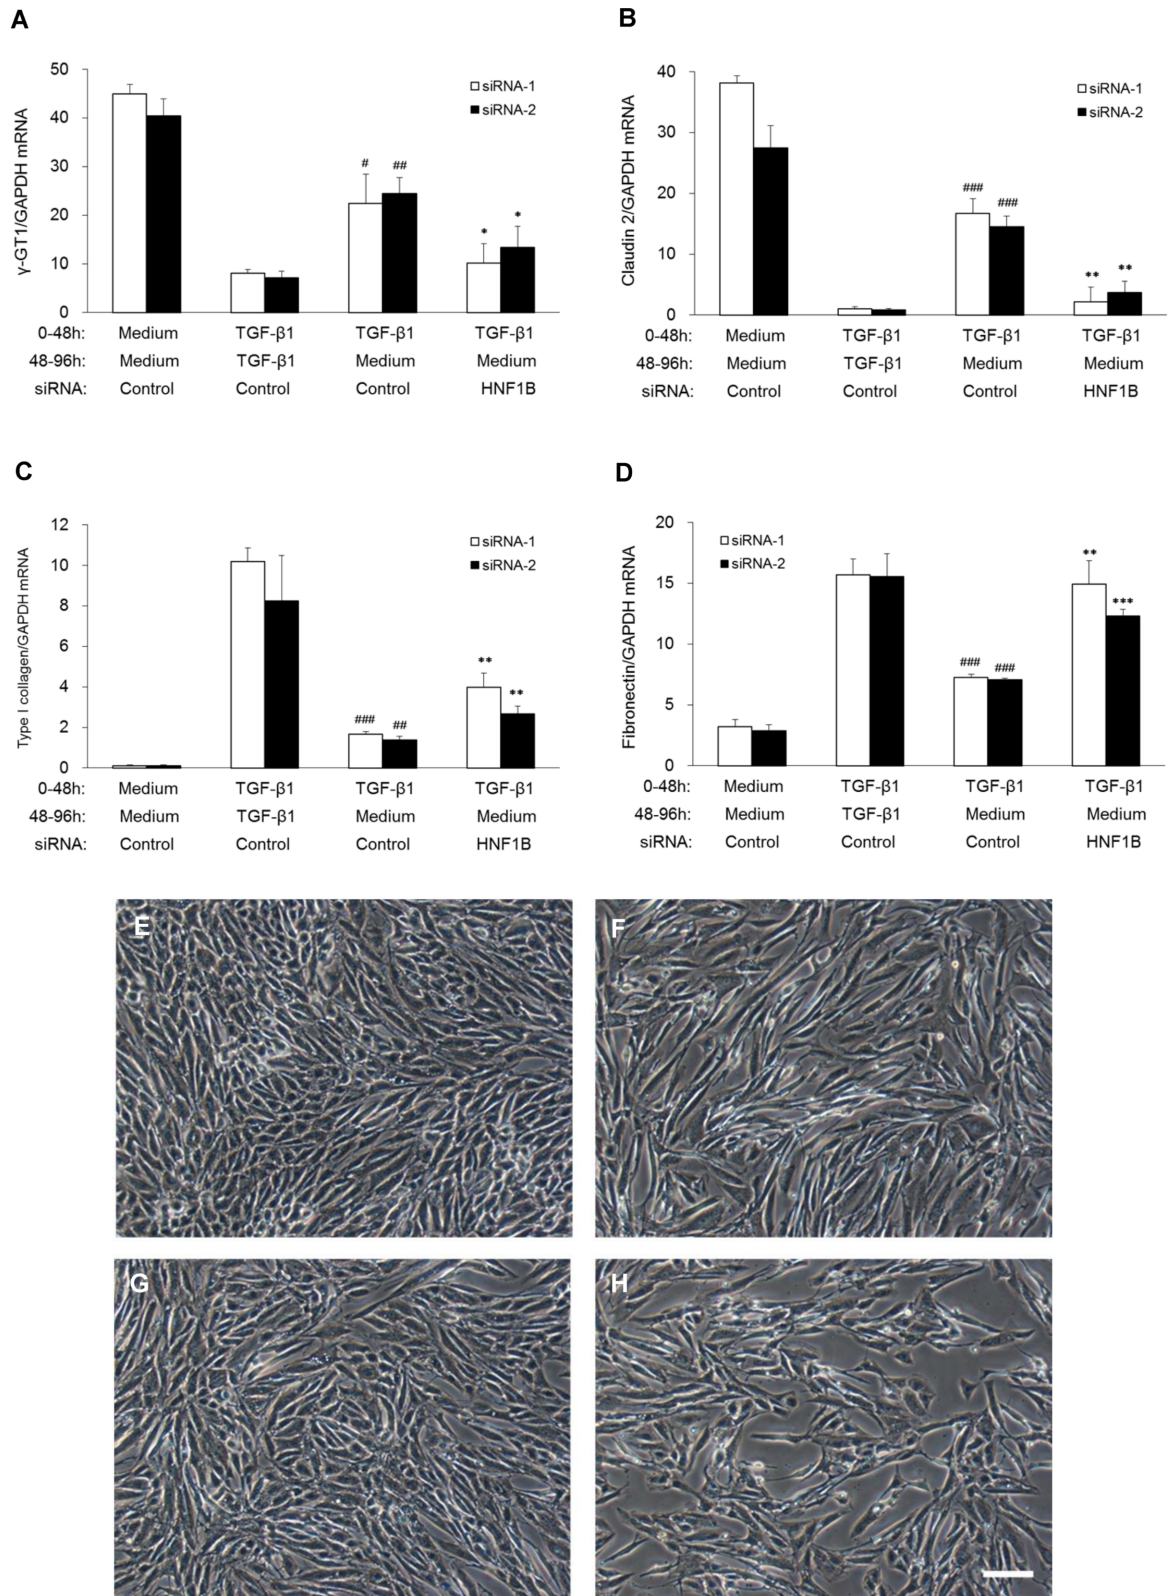 A
γ-GT1/GAPDH mRNA
50
40
30
20
10
0
siRNA-1
siRNA-2
# ##
* *
0-48h: Medium TGF-β1 TGF-β1 TGF-β1
48-96h: Medium TGF-β1 Medium Medium
siRNA: Control Control Control HNF1B
B
Claudin 2/GAPDH mRNA
40
30
20
10
0
siRNA-1
siRNA-2
### ###
** **
0-48h: Medium TGF-β1 TGF-β1 TGF-β1
48-96h: Medium TGF-β1 Medium Medium
siRNA: Control Control Control HNF1B
C
Type I collagen/GAPDH mRNA
12
10
8
6
4
2
0
siRNA-1
siRNA-2
### ##
** **
0-48h: Medium TGF-β1 TGF-β1 TGF-β1
48-96h: Medium TGF-β1 Medium Medium
siRNA: Control Control Control HNF1B
D
Fibronectin/GAPDH mRNA
20
15
10
5
0
siRNA-1
siRNA-2
### ###
** ***
0-48h: Medium TGF-β1 TGF-β1 TGF-β1
48-96h: Medium TGF-β1 Medium Medium
siRNA: Control Control Control HNF1B
E
F
G
H